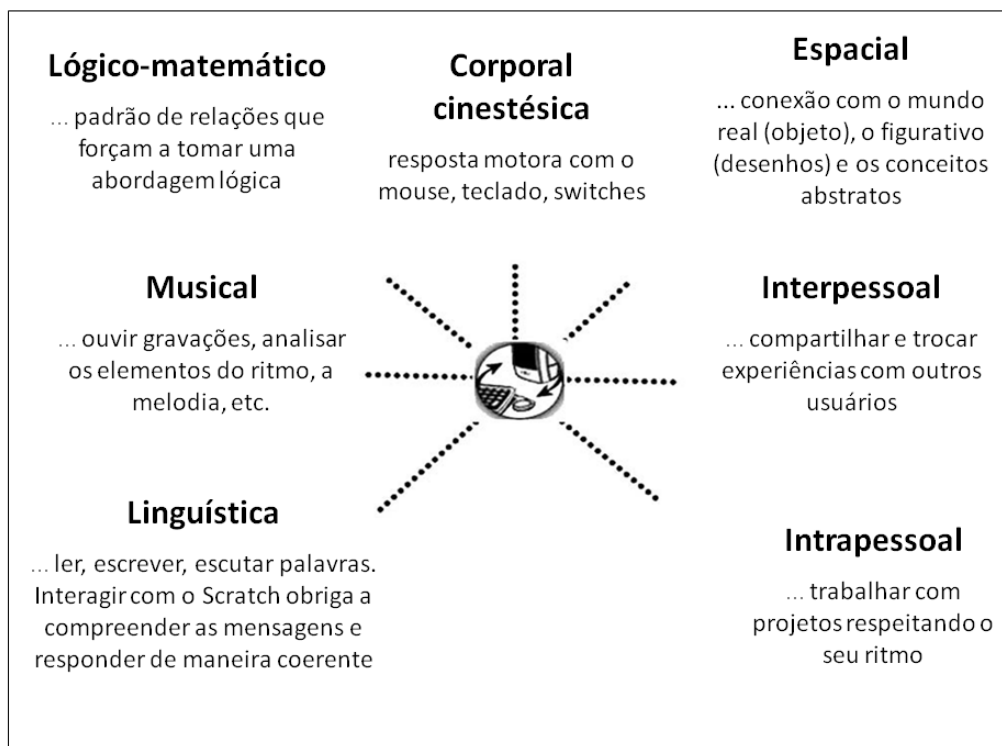 Lógico-matemático
... padrão de relações que
forçam a tomar uma
abordagem lógica
Corporal
cinestésica
resposta motora com o
mouse, teclado, switches
Espacial
... conexão com o mundo
real (objeto), o figurativo
(desenhos) e os conceitos
abstratos
Musical
... ouvir gravações, analisar
os elementos do ritmo, a
melodia, etc.
Interpessoal
... compartilhar e trocar
experiências com outros
usuários
Linguística
... ler, escrever, escutar palavras.
Interagir com o Scratch obriga a
compreender as mensagens e
responder de maneira coerente
Intrapessoal
... trabalhar com
projetos respeitando o
seu ritmo